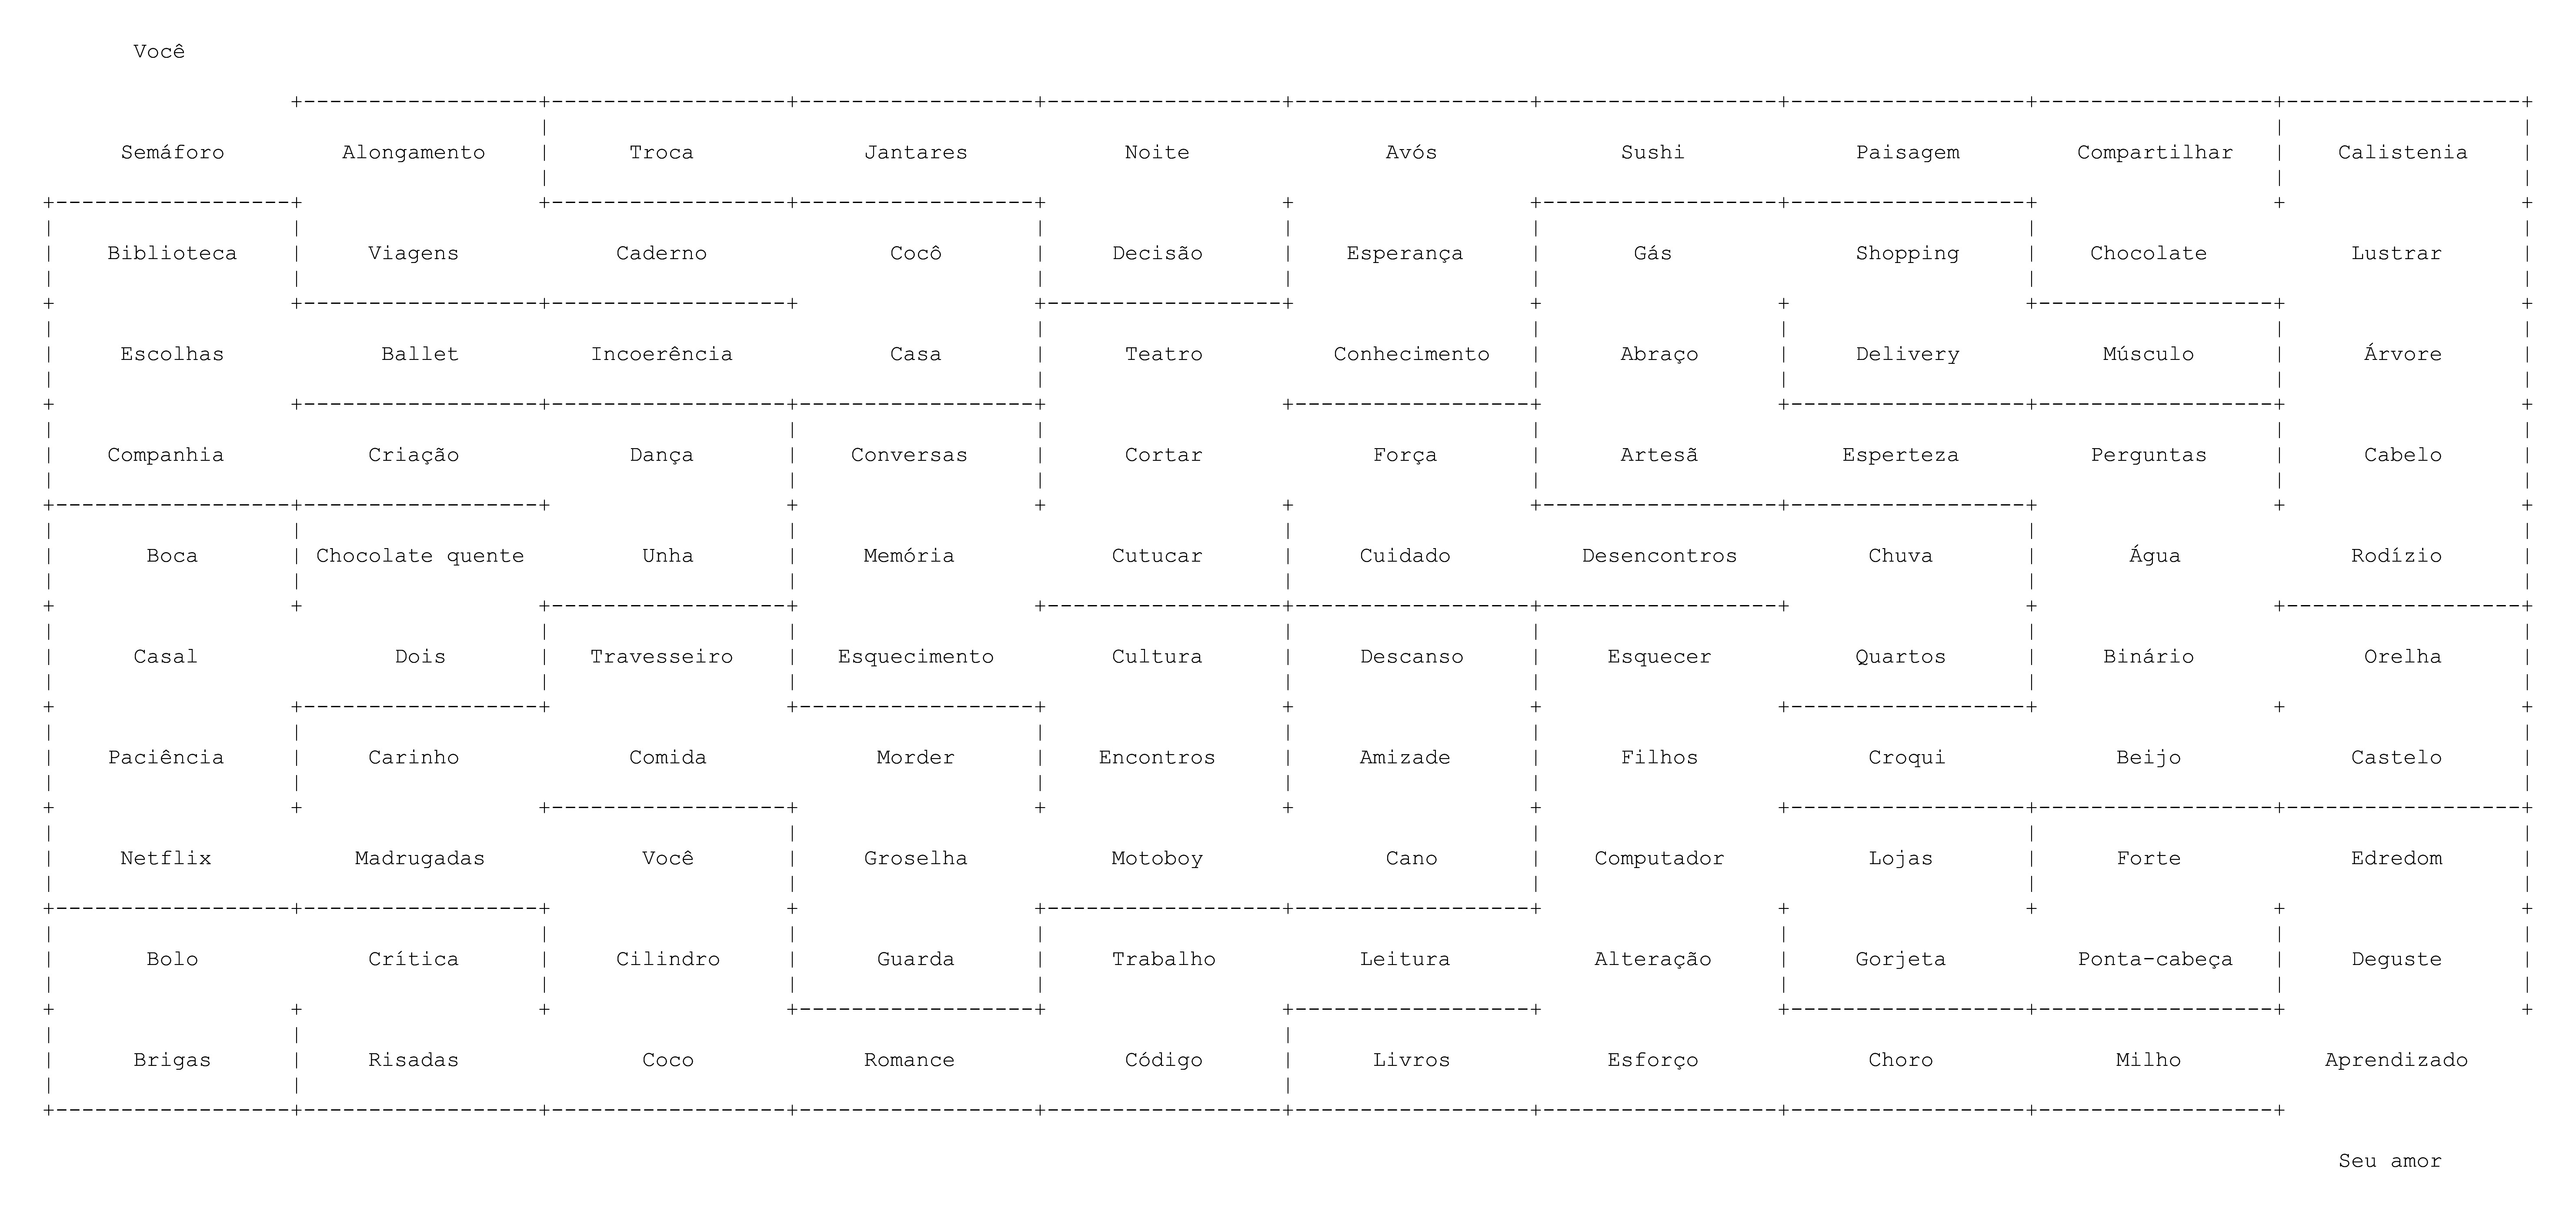 Você
Semáforo Alongamento Troca Jantares Noite Avós Sushi Paisagem Compartilhar Calistenia
Biblioteca Viagens Caderno Cocô Decisão Esperança Gás Shopping Chocolate Lustrar
Escolhas Ballet Incoerência Casa Teatro Conhecimento Abraço Delivery Músculo Árvore
Companhia Criação Dança Conversas Cortar Força Artesã Esperteza Perguntas Cabelo
Boca Chocolate quente Unha Memória Cutucar Cuidado Desencontros Chuva Água Rodízio
Casal Dois Travesseiro Esquecimento Cultura Descanso Esquecer Quartos Binário Orelha
Paciência Carinho Comida Morder Encontros Amizade Filhos Croqui Beijo Castelo
Netflix Madrugadas Você Groselha Motoboy Cano Computador Lojas Forte Edredom
Bolo Crítica Cilindro Guarda Trabalho Leitura Alteração Gorjeta Ponta-cabeça Deguste
Brigas Risadas Coco Romance Código Livros Esforço Choro Milho Aprendizado
Seu amor